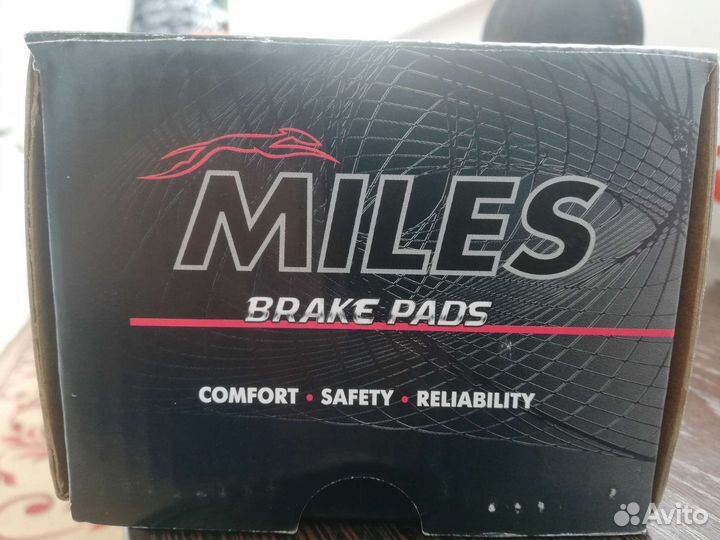 MILES
BRAKE PADS
COMFORT • SAFETY • RELIABILITY
Avito